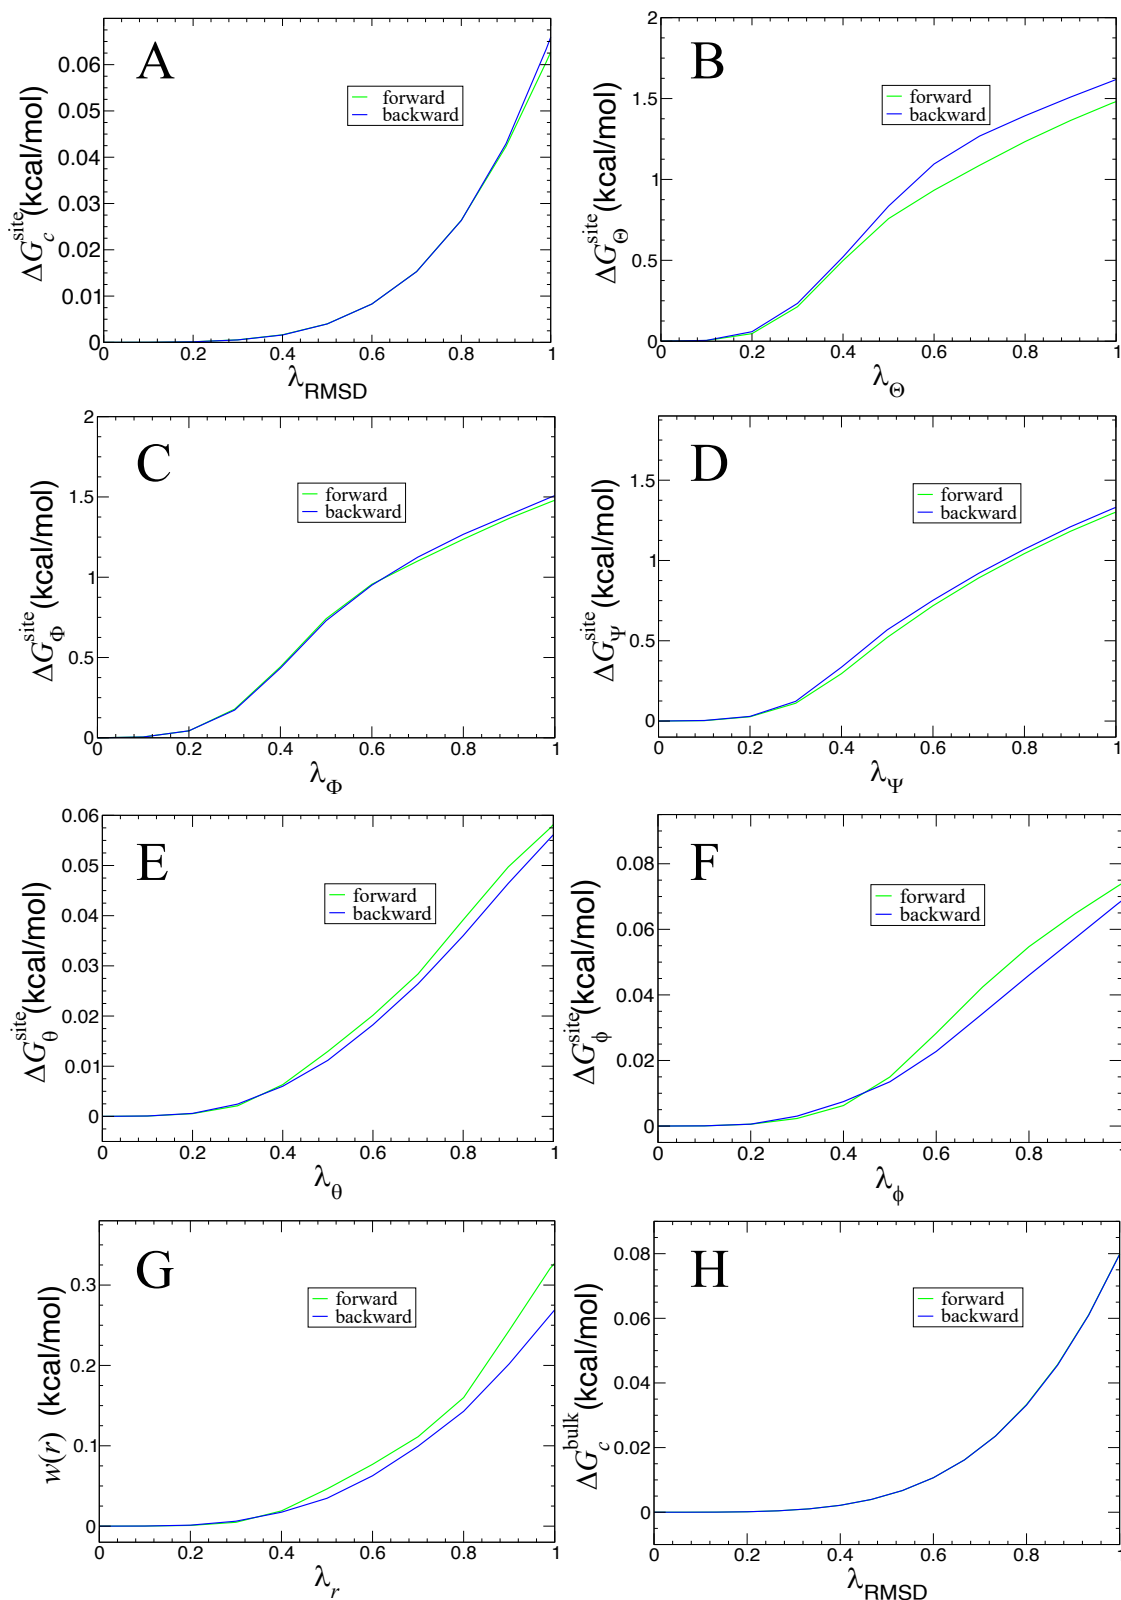 A
forward
backward
ΔG_c^site (kcal/mol)
0.06
0.05
0.04
0.03
0.02
0.01
0
0 0.2 0.4 0.6 0.8 1
λ_RMSD
B
forward
backward
ΔG_Θ^site (kcal/mol)
2
1.5
1
0.5
0
0 0.2 0.4 0.6 0.8 1
λ_Θ
C
forward
backward
ΔG_Φ^site (kcal/mol)
2
1.5
1
0.5
0
0 0.2 0.4 0.6 0.8 1
λ_Φ
D
forward
backward
ΔG_Ψ^site (kcal/mol)
1.5
1
0.5
0
0 0.2 0.4 0.6 0.8 1
λ_Ψ
E
forward
backward
ΔG_θ^site (kcal/mol)
0.06
0.05
0.04
0.03
0.02
0.01
0
0 0.2 0.4 0.6 0.8 1
λ_θ
F
forward
backward
ΔG_ϕ^site (kcal/mol)
0.08
0.06
0.04
0.02
0
0 0.2 0.4 0.6 0.8 1
λ_ϕ
G
forward
backward
w(r) (kcal/mol)
0.3
0.2
0.1
0
0 0.2 0.4 0.6 0.8 1
λ_r
H
forward
backward
ΔG_c^bulk (kcal/mol)
0.08
0.06
0.04
0.02
0
0 0.2 0.4 0.6 0.8 1
λ_RMSD